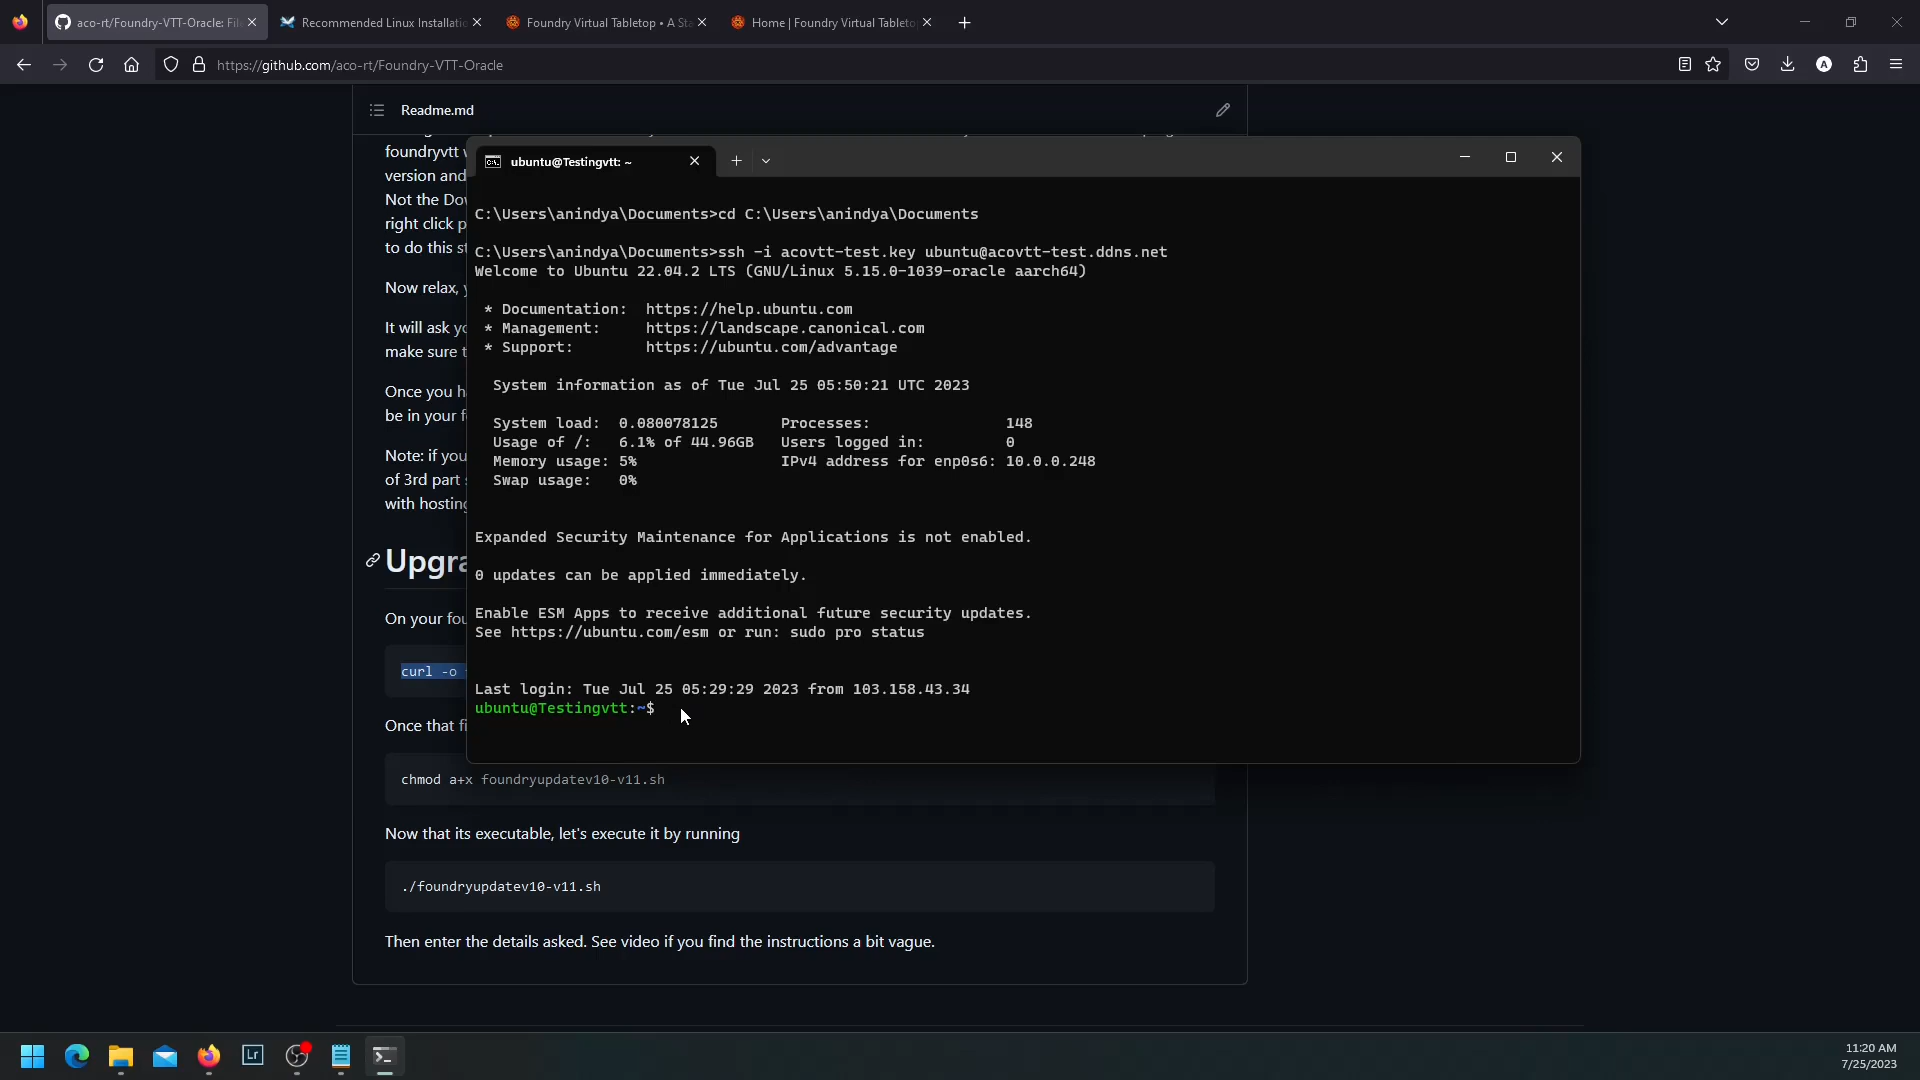 aco-rt/Foundry-VTT-Oracle: Fil
Recommended Linux Installatio
Foundry Virtual Tabletop • A Sta
Home | Foundry Virtual Tableto
https://github.com/aco-rt/Foundry-VTT-Oracle
A
Readme.md
foundryvtt
version and
Not the Dow
right click p
to do this st
Now relax, y
It will ask yo
make sure t
Once you h
be in your f
Note: if you
of 3rd part
with hosting
Upgra
On your fou
curl -o
Once that fi
chmod a+x foundryupdatev10-v11.sh
Now that its executable, let's execute it by running
./foundryupdatev10-v11.sh
Then enter the details asked. See video if you find the instructions a bit vague.
ubuntu@Testingvtt: ~
C:\Users\anindya\Documents>cd C:\Users\anindya\Documents
C:\Users\anindya\Documents>ssh -i acovtt-test.key ubuntu@acovtt-test.ddns.net
Welcome to Ubuntu 22.04.2 LTS (GNU/Linux 5.15.0-1039-oracle aarch64)
* Documentation:  https://help.ubuntu.com
* Management:     https://landscape.canonical.com
* Support:        https://ubuntu.com/advantage
System information as of Tue Jul 25 05:50:21 UTC 2023
System load:  0.080078125       Processes:               148
Usage of /:   6.1% of 44.96GB   Users logged in:         0
Memory usage: 5%                IPv4 address for enp0s6: 10.0.0.248
Swap usage:   0%
Expanded Security Maintenance for Applications is not enabled.
0 updates can be applied immediately.
Enable ESM Apps to receive additional future security updates.
See https://ubuntu.com/esm or run: sudo pro status
Last login: Tue Jul 25 05:29:29 2023 from 103.158.43.34
ubuntu@Testingvtt:~$
Lr
11:20 AM
7/25/2023